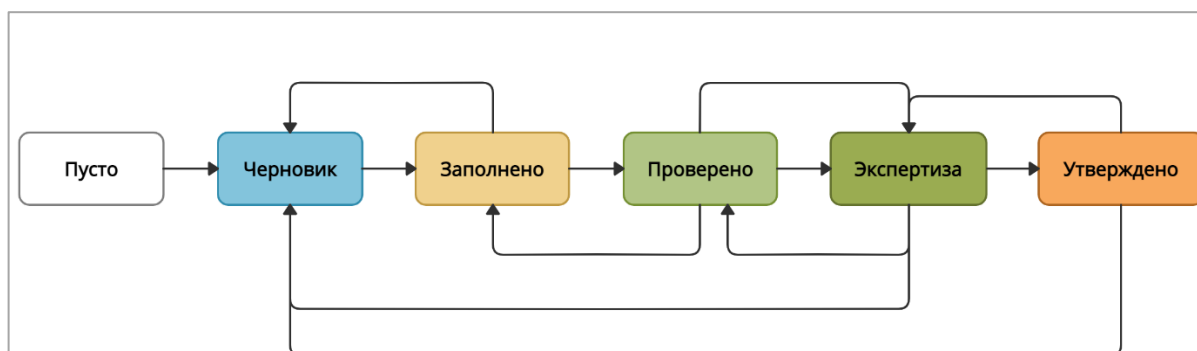 Пусто
Черновик
Заполнено
Проверено
Экспертиза
Утверждено